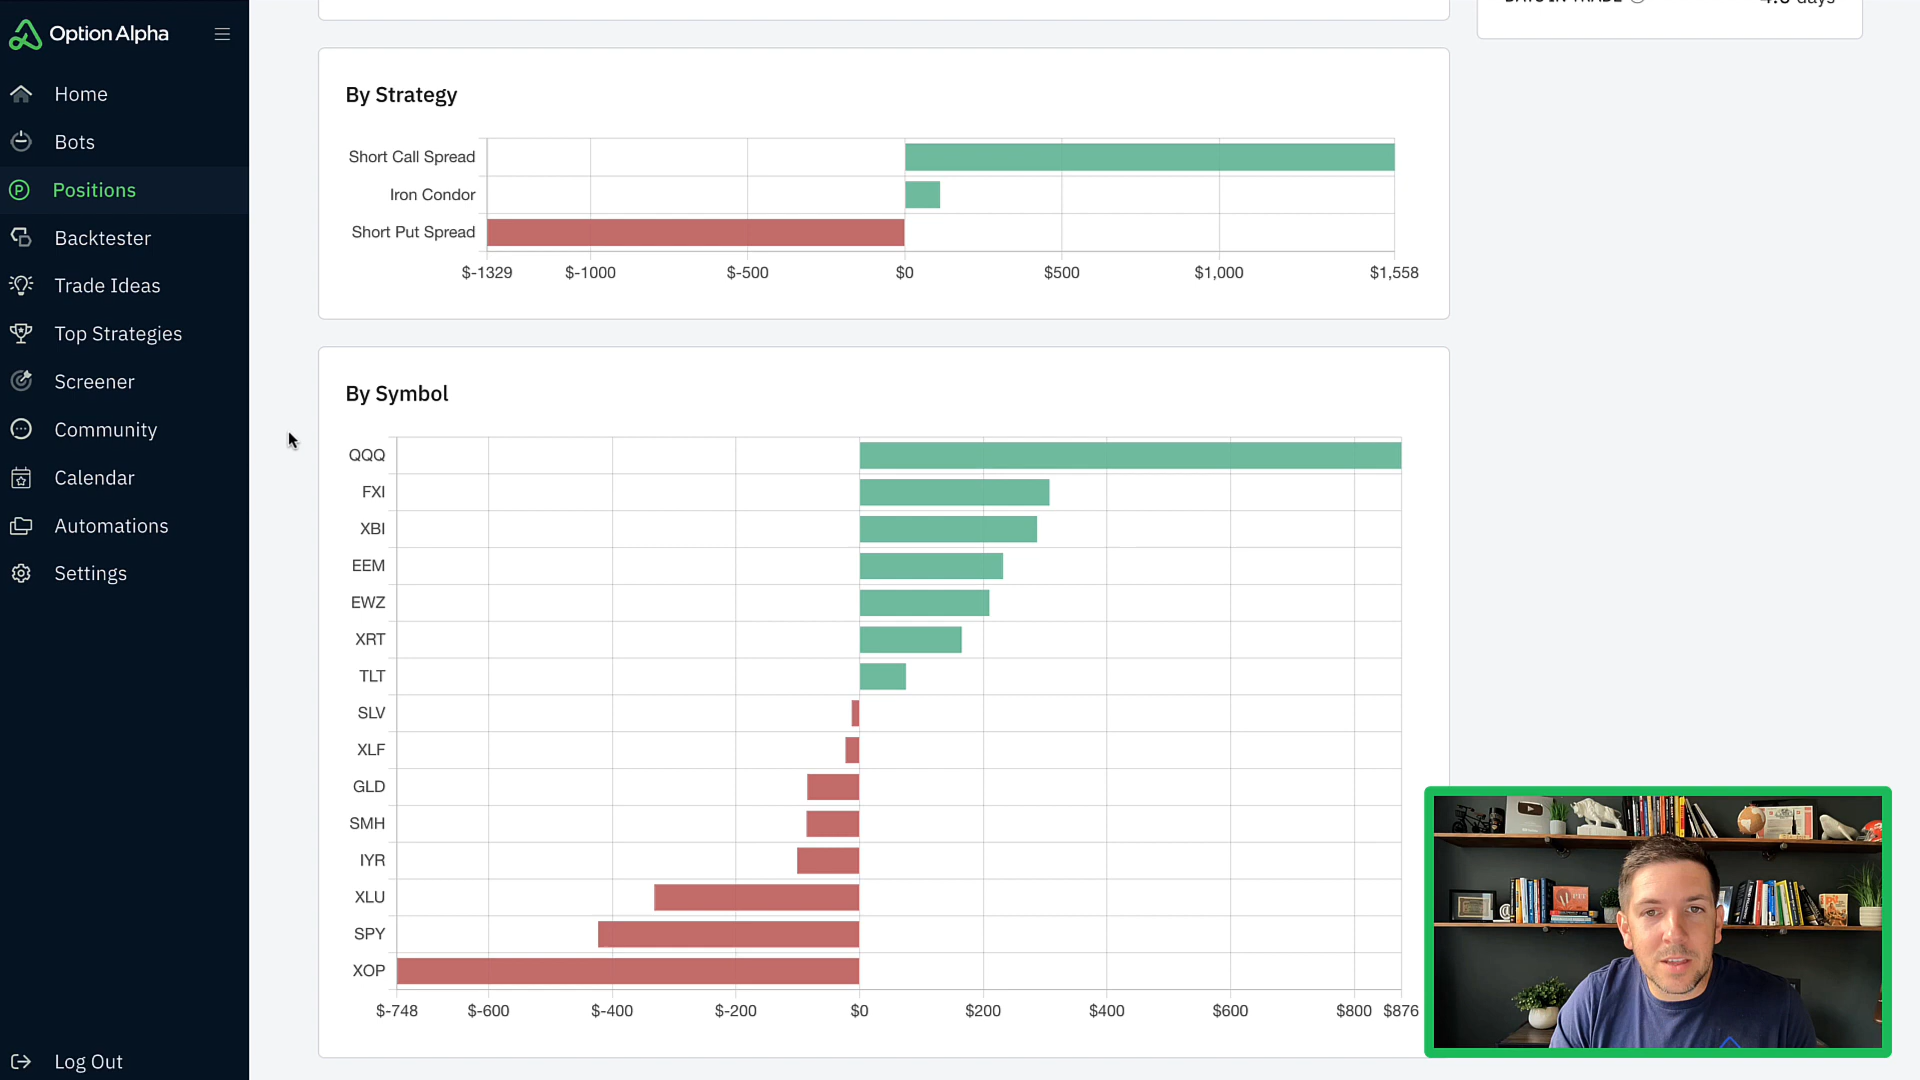 Option Alpha
Home
Bots
Positions
Backtester
Trade Ideas
Top Strategies
Screener
Community
Calendar
Automations
Settings
Log Out
days
By Strategy
Short Call Spread
Iron Condor
Short Put Spread
$-1329 $-1000 $-500 $0 $500 $1,000 $1,558
By Symbol
QQQ
FXI
XBI
EEM
EWZ
XRT
TLT
SLV
XLF
GLD
SMH
IYR
XLU
SPY
XOP
$-748 $-600 $-400 $-200 $0 $200 $400 $600 $800 $876